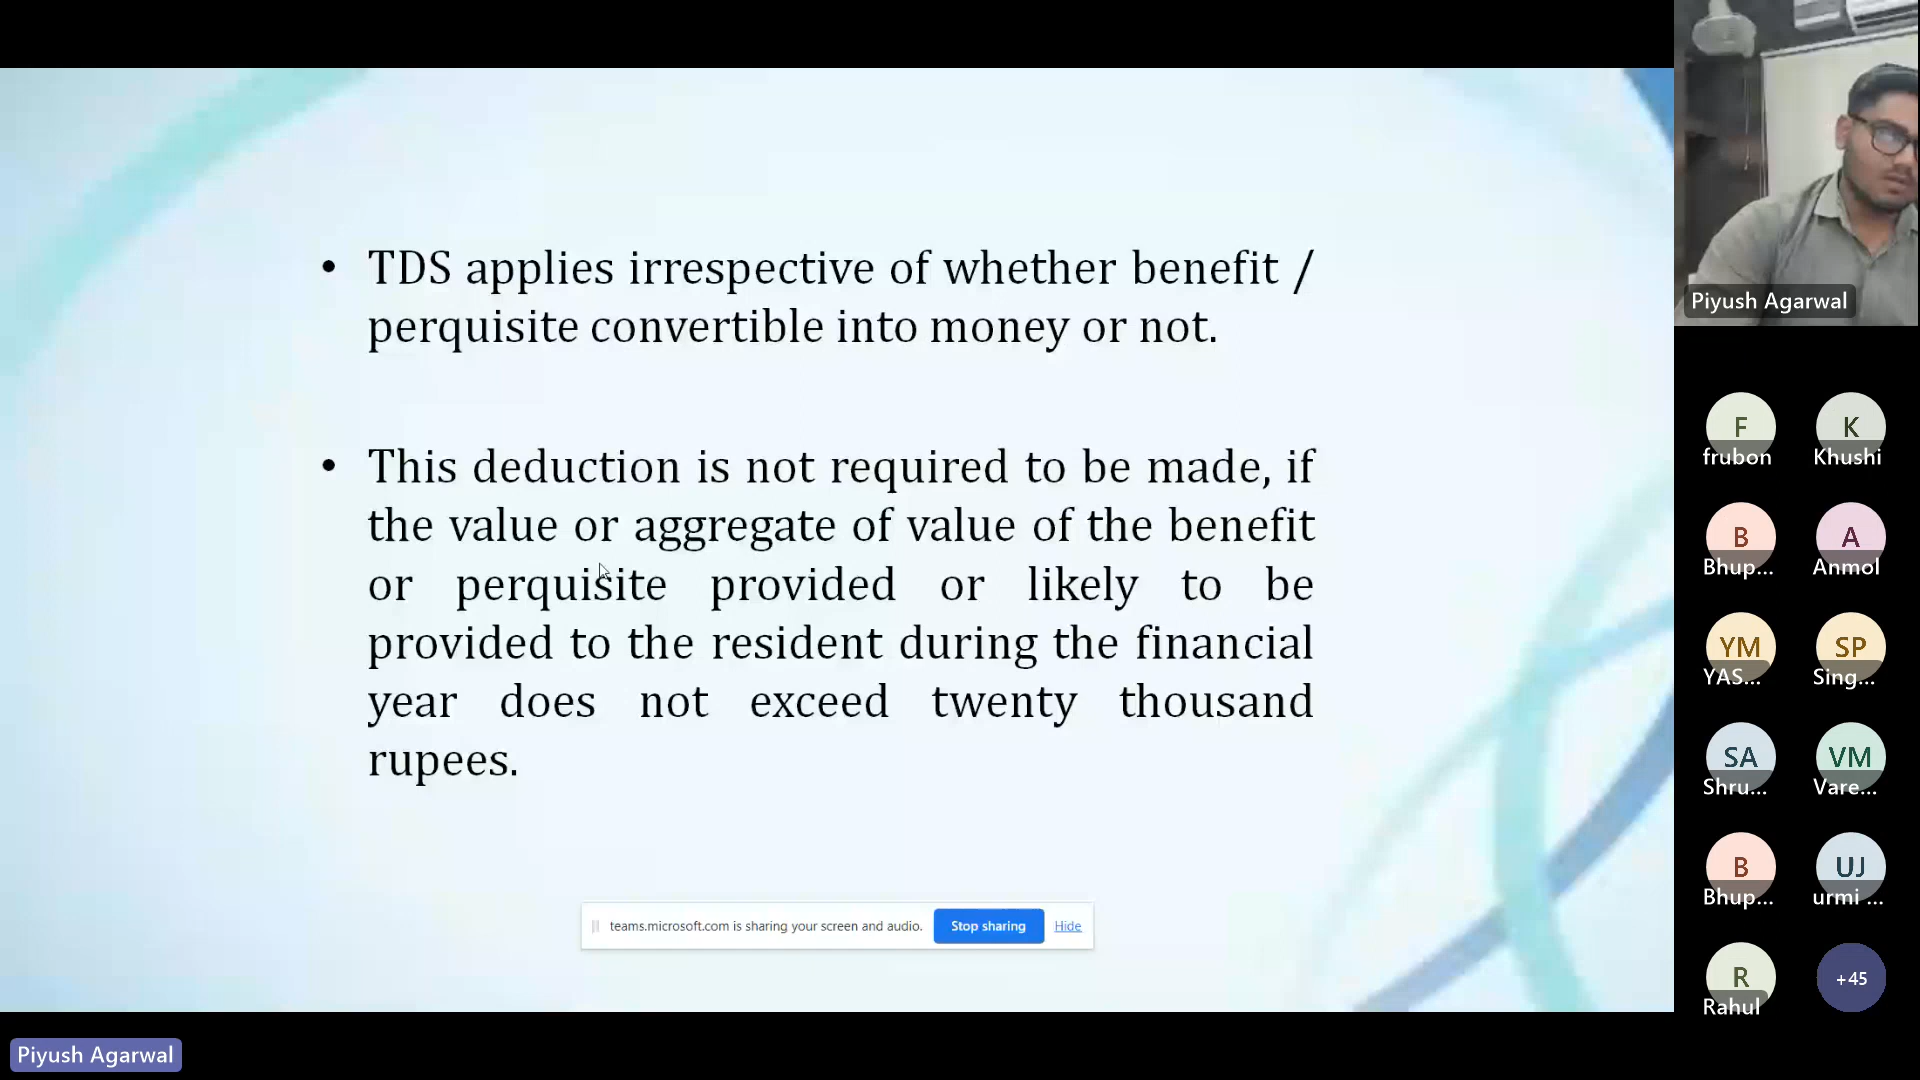 • TDS applies irrespective of whether benefit /
perquisite convertible into money or not.
• This deduction is not required to be made, if
the value or aggregate of value of the benefit
or perquisite provided or likely to be
provided to the resident during the financial
year does not exceed twenty thousand
rupees.
teams.microsoft.com is sharing your screen and audio. Stop sharing Hide
Piyush Agarwal
Piyush Agarwal
F K
frubon Khushi
B A
Bhup... Anmol
YM SP
YAS... Sing...
SA VM
Shru... Vare...
B UJ
Bhup... urmi ...
R +45
Rahul